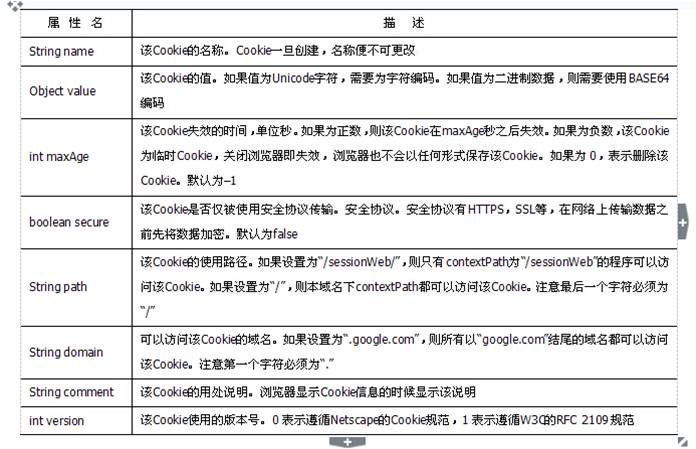 属 性 名 描 述
String name 该Cookie的名称。Cookie一旦创建，名称便不可更改
Object value 该Cookie的值。如果值为Unicode字符，需要为字符编码。如果值为二进制数据，则需要使用BASE64
编码
int maxAge 该Cookie失效的时间，单位秒。如果为正数，则该Cookie在maxAge秒之后失效。如果为负数，该Cookie
为临时Cookie，关闭浏览器即失效，浏览器也不会以任何形式保存该Cookie。如果为 0，表示删除该
Cookie。默认为–1
boolean secure 该Cookie是否仅被使用安全协议传输。安全协议。安全协议有HTTPS，SSL等，在网络上传输数据之
前先将数据加密。默认为false
String path 该Cookie的使用路径。如果设置为“/sessionWeb/”，则只有contextPath为“/sessionWeb”的程序可以访
问该Cookie。如果设置为“/”，则本域名下contextPath都可以访问该Cookie。注意最后一个字符必须为
“/”
String domain 可以访问该Cookie的域名。如果设置为“.google.com”，则所有以“google.com”结尾的域名都可以访问
该Cookie。注意第一个字符必须为“.”
String comment 该Cookie的用处说明。浏览器显示Cookie信息的时候显示该说明
int version 该Cookie使用的版本号。0 表示遵循Netscape的Cookie规范，1 表示遵循W3C的RFC 2109 规范